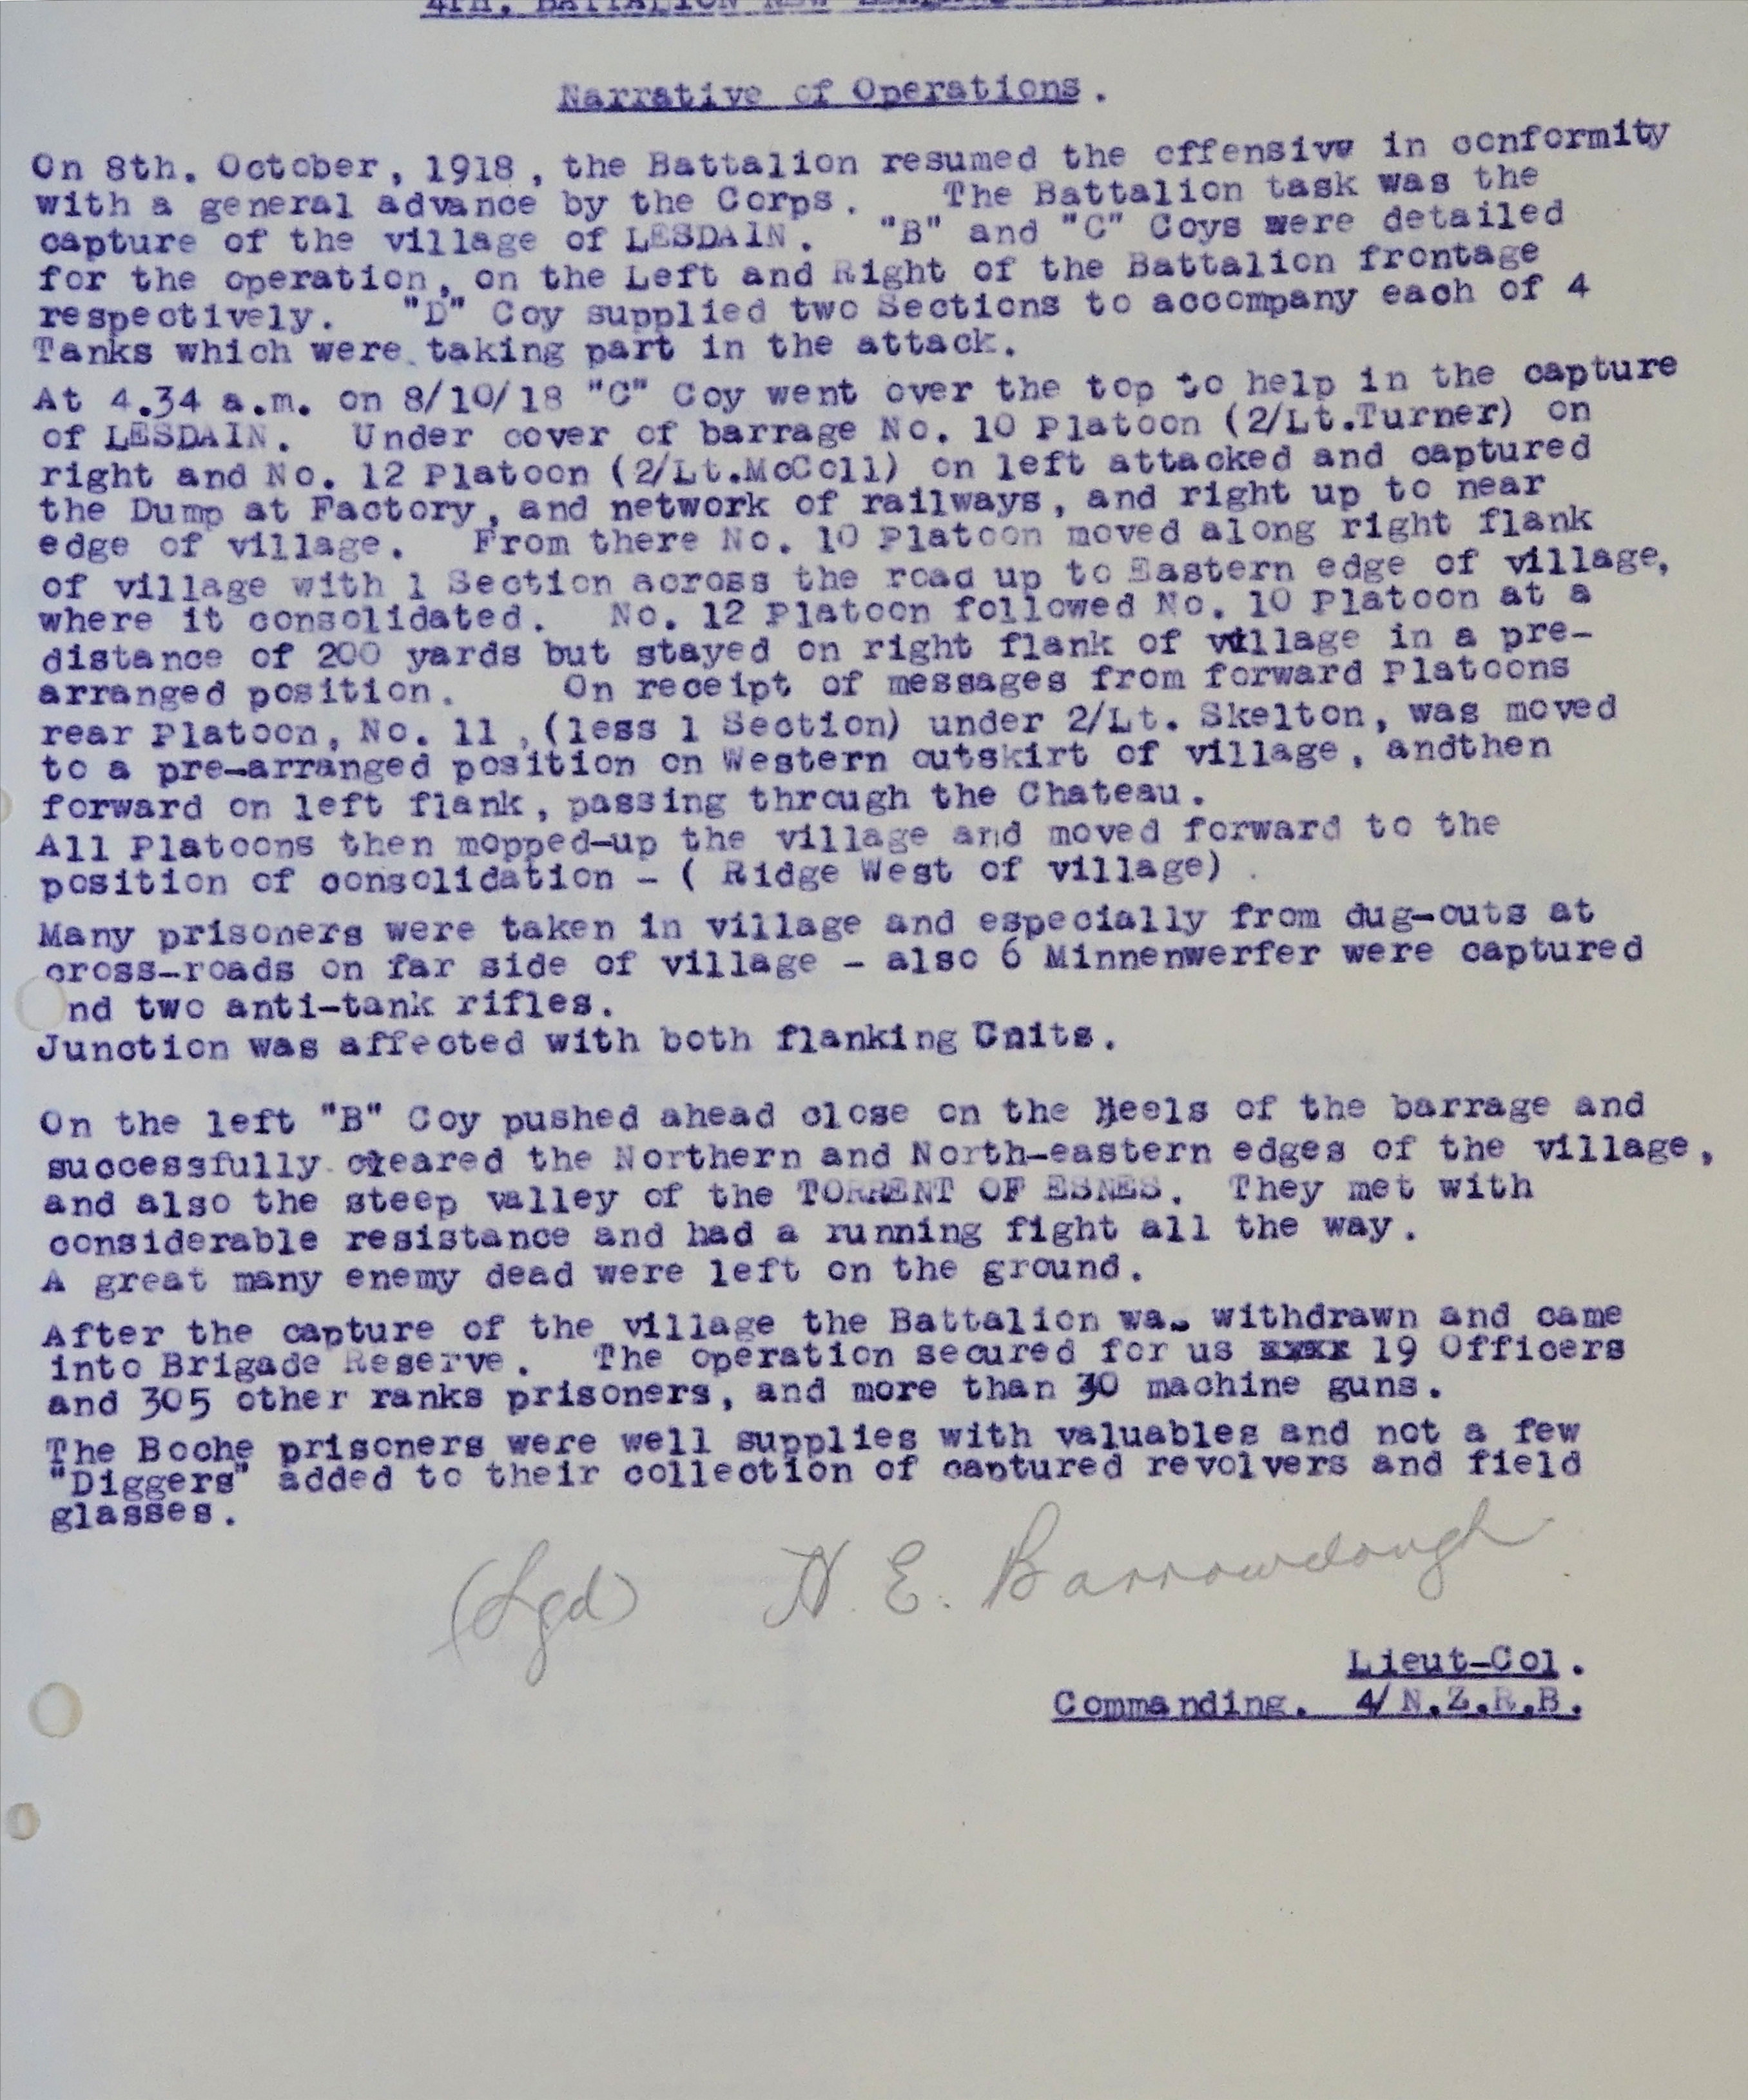 4TH. BATTALION NEW
Narrative of Operations.
On 8th. October, 1918, the Battalion resumed the offensivw in conformity
with a general advance by the Corps. The Battalion task was the
capture of the village of LESDAIN. "B" and "C" Coys were detailed
for the operation, on the Left and Right of the Battalion frontage
respectively. "D" Coy supplied two Sections to accompany each of 4
Tanks which were taking part in the attack.
At 4.34 a.m. on 8/10/18 "C" Coy went over the top to help in the capture
of LESDAIN. Under cover of barrage No. 10 Platoon (2/Lt.Turner) on
right and No. 12 Platoon (2/Lt.McColl) on left attacked and captured
the Dump at Factory, and network of railways, and right up to near
edge of village. From there No. 10 Platoon moved along right flank
of village with 1 Section across the road up to Eastern edge of village,
where it consolidated. No. 12 Platoon followed No. 10 Platoon at a
distance of 200 yards but stayed on right flank of village in a pre-
arranged position. On receipt of messages from forward Platoons
rear Platoon, No. 11, (less 1 Section) under 2/Lt. Skelton, was moved
to a pre-arranged position on Western outskirt of village, andthen
forward on left flank, passing through the Chateau.
All Platoons then mopped-up the village and moved forward to the
position of consolidation - ( Ridge West of village).
Many prisoners were taken in village and especially from dug-outs at
cross-roads on far side of village - also 6 Minnenwerfer were captured
nd two anti-tank rifles.
Junction was affected with both flanking Units.
On the left "B" Coy pushed ahead close on the Heels of the barrage and
successfully cleared the Northern and North-eastern edges of the village,
and also the steep valley of the TORRENT OF ESNES. They met with
considerable resistance and had a running fight all the way.
A great many enemy dead were left on the ground.
After the capture of the village the Battalion was withdrawn and came
into Brigade Reserve. The operation secured for us xxxx 19 Officers
and 305 other ranks prisoners, and more than 30 machine guns.
The Boche prisoners were well supplies with valuables and not a few
"Diggers" added to their collection of captured revolvers and field
glasses.
(Sgd) H. E. Barrowclough
Lieut-Col.
Commanding. 4/ N.Z.R.B.